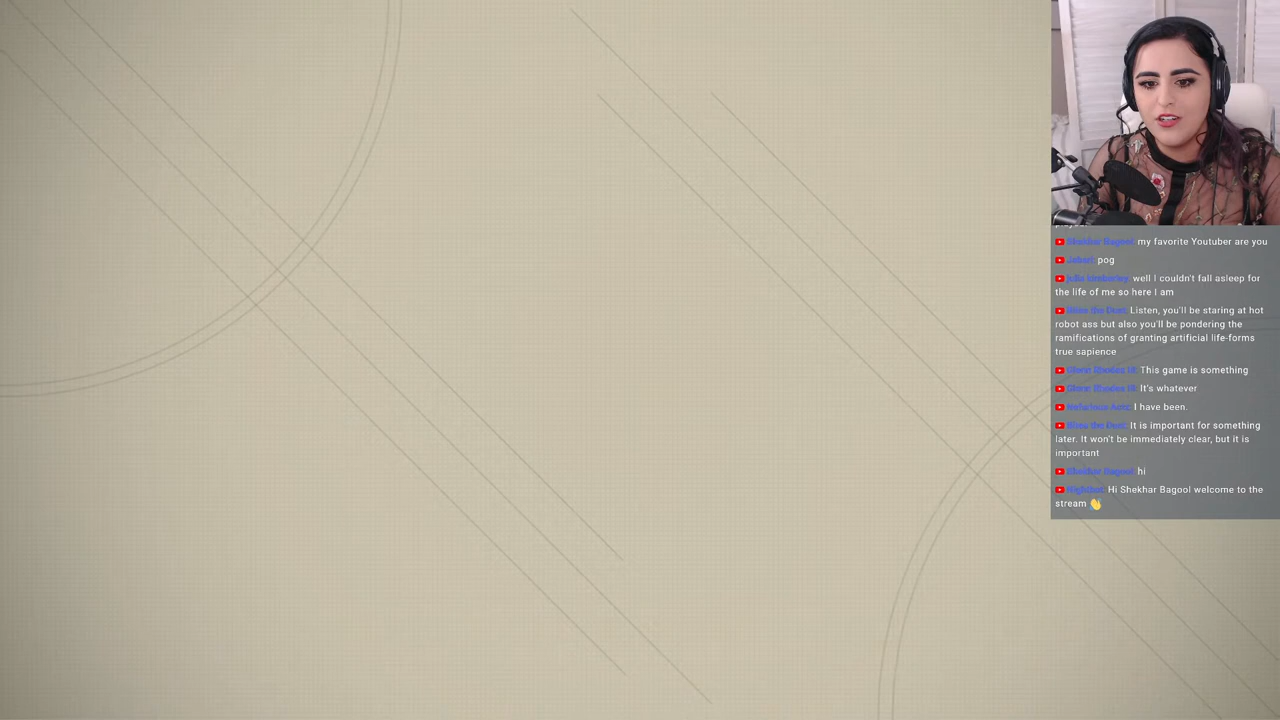 my favorite Youtuber are you
pog
well I couldn't fall asleep for
the life of me so here I am
Listen, you'll be staring at hot
robot ass but also you'll be pondering the
ramifications of granting artificial life-forms
true sapience
This game is something
It's whatever
I have been.
It is important for something
later. It won't be immediately clear, but it is
important
hi
Hi Shekhar Bagool welcome to the
stream 👋